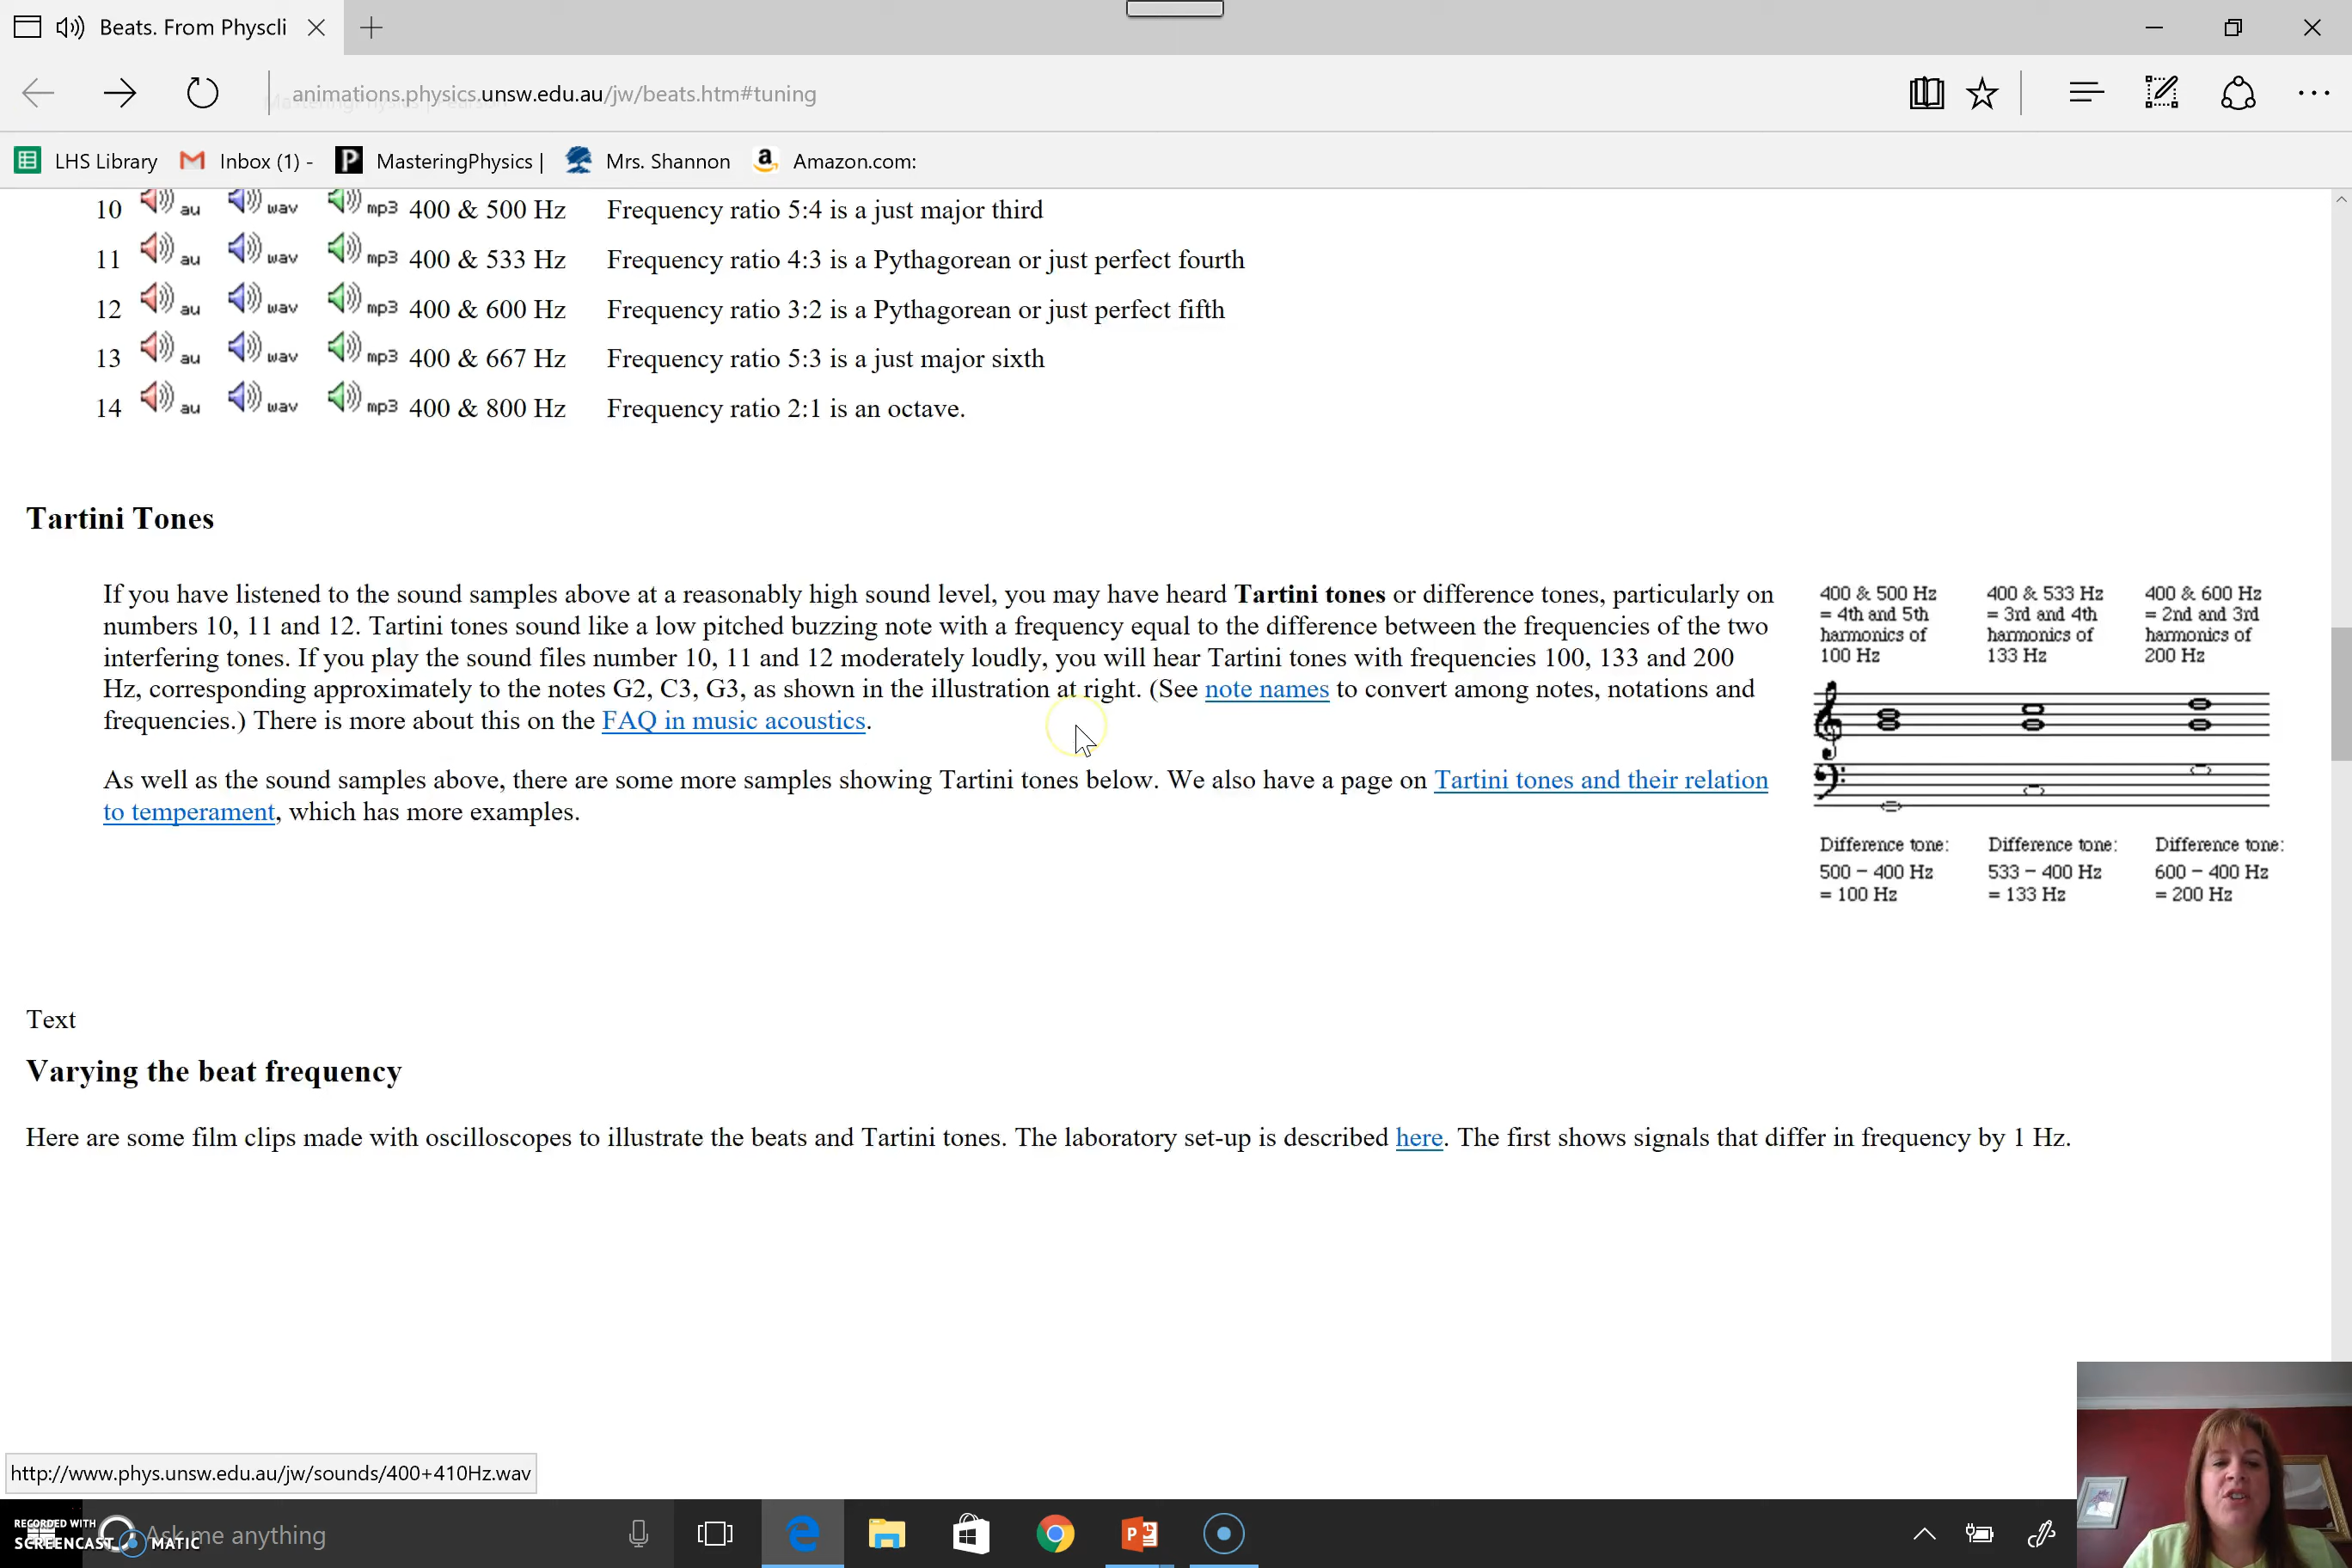 Beats. From Physcli
animations.physics.unsw.edu.au/jw/beats.htm#tuning
LHS Library Inbox (1) - MasteringPhysics | Mrs. Shannon Amazon.com:
10 au wav mp3 400 & 500 Hz Frequency ratio 5:4 is a just major third
11 au wav mp3 400 & 533 Hz Frequency ratio 4:3 is a Pythagorean or just perfect fourth
12 au wav mp3 400 & 600 Hz Frequency ratio 3:2 is a Pythagorean or just perfect fifth
13 au wav mp3 400 & 667 Hz Frequency ratio 5:3 is a just major sixth
14 au wav mp3 400 & 800 Hz Frequency ratio 2:1 is an octave.
Tartini Tones
If you have listened to the sound samples above at a reasonably high sound level, you may have heard Tartini tones or difference tones, particularly on
numbers 10, 11 and 12. Tartini tones sound like a low pitched buzzing note with a frequency equal to the difference between the frequencies of the two
interfering tones. If you play the sound files number 10, 11 and 12 moderately loudly, you will hear Tartini tones with frequencies 100, 133 and 200
Hz, corresponding approximately to the notes G2, C3, G3, as shown in the illustration at right. (See note names to convert among notes, notations and
frequencies.) There is more about this on the FAQ in music acoustics.
As well as the sound samples above, there are some more samples showing Tartini tones below. We also have a page on Tartini tones and their relation
to temperament, which has more examples.
400 & 500 Hz 400 & 533 Hz 400 & 600 Hz
= 4th and 5th = 3rd and 4th = 2nd and 3rd
harmonics of harmonics of harmonics of
100 Hz 133 Hz 200 Hz
Difference tone: Difference tone: Difference tone:
500 – 400 Hz 533 – 400 Hz 600 – 400 Hz
= 100 Hz = 133 Hz = 200 Hz
Text
Varying the beat frequency
Here are some film clips made with oscilloscopes to illustrate the beats and Tartini tones. The laboratory set-up is described here. The first shows signals that differ in frequency by 1 Hz.
http://www.phys.unsw.edu.au/jw/sounds/400+410Hz.wav
RECORDED WITH
SCREENCAST MATIC
Ask me anything